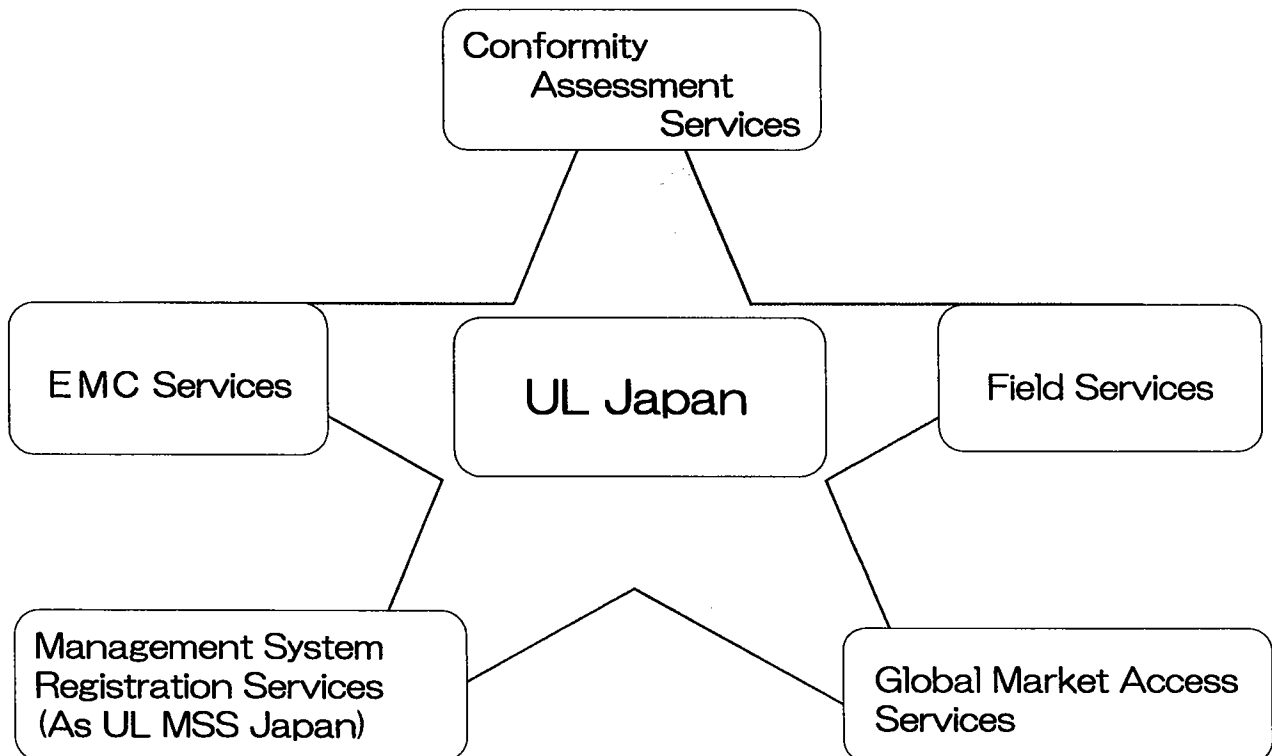 Conformity
Assessment
Services
EMC Services
UL Japan
Field Services
Management System
Registration Services
(As UL MSS Japan)
Global Market Access
Services